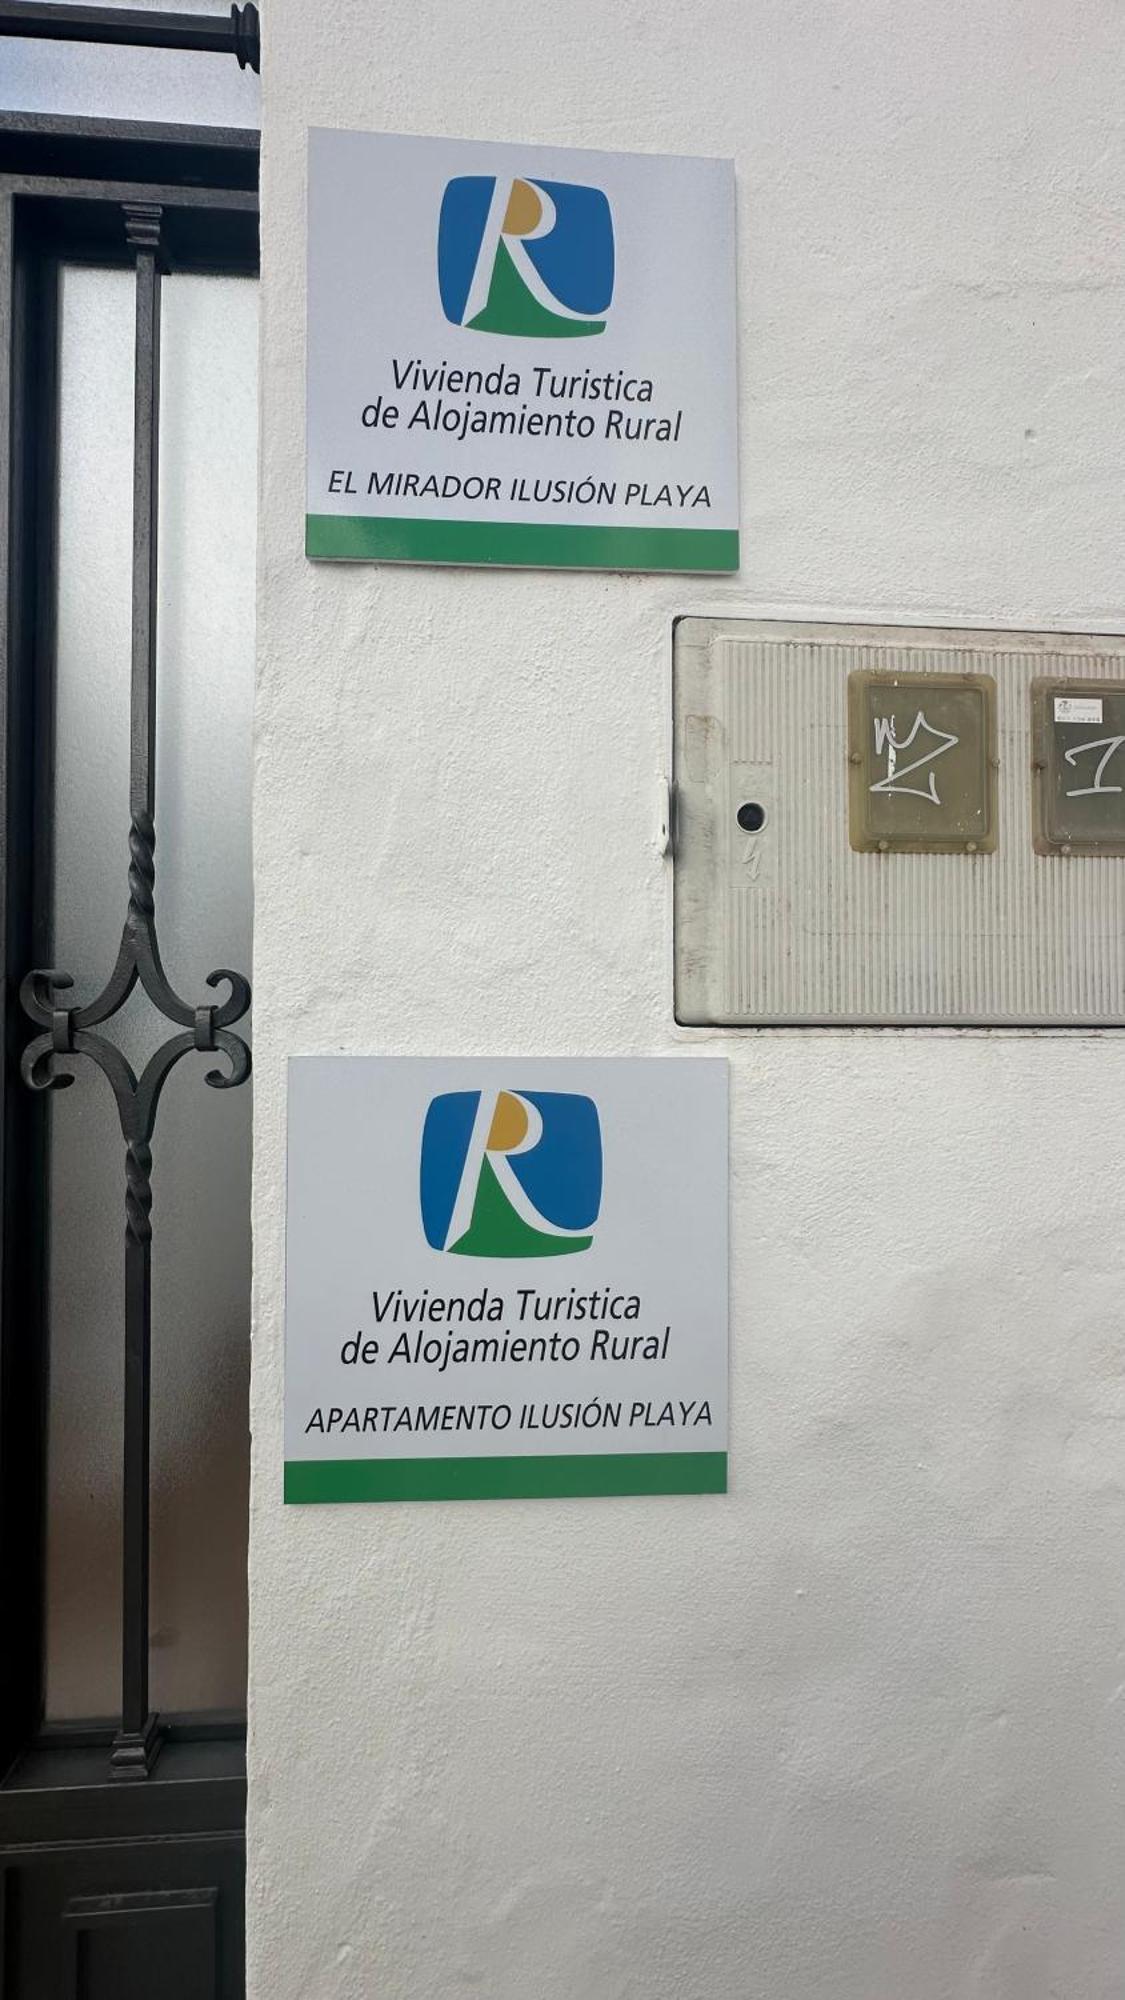 R
Vivienda Turistica
de Alojamiento Rural
EL MIRADOR ILUSIÓN PLAYA
R
Vivienda Turistica
de Alojamiento Rural
APARTAMENTO ILUSIÓN PLAYA